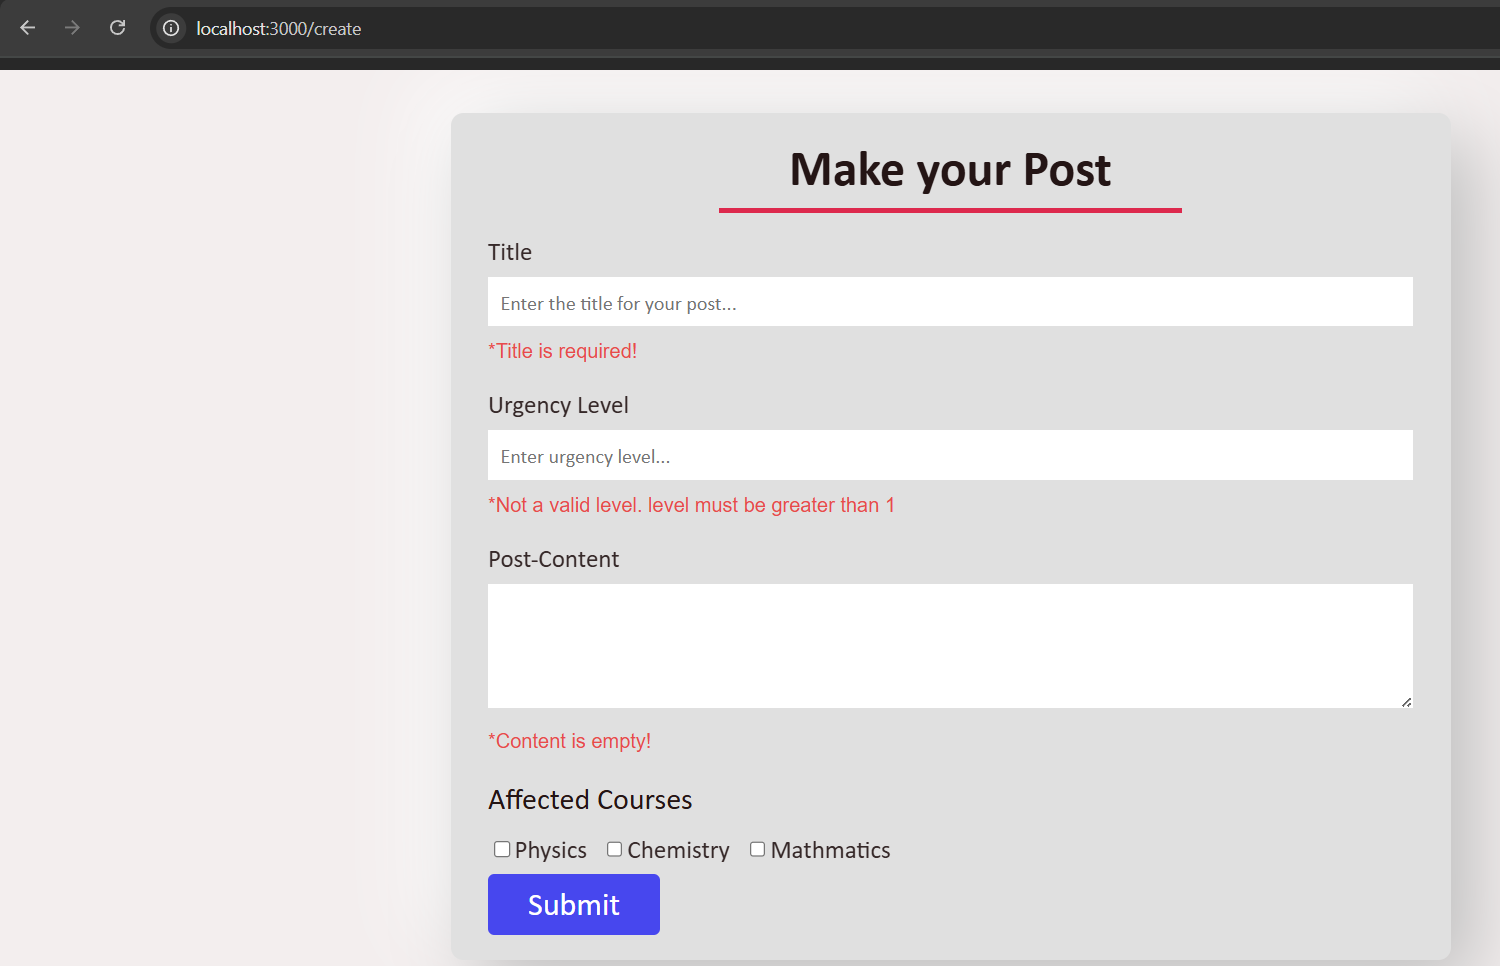 localhost:3000/create
Make your Post
Title
Enter the title for your post...
*Title is required!
Urgency Level
Enter urgency level...
*Not a valid level. level must be greater than 1
Post-Content
*Content is empty!
Affected Courses
Physics Chemistry Mathmatics
Submit